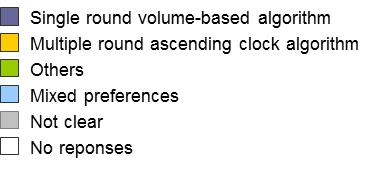 Single round volume-based algorithm
Multiple round ascending clock algorithm
Others
Mixed preferences
Not clear
No reponses